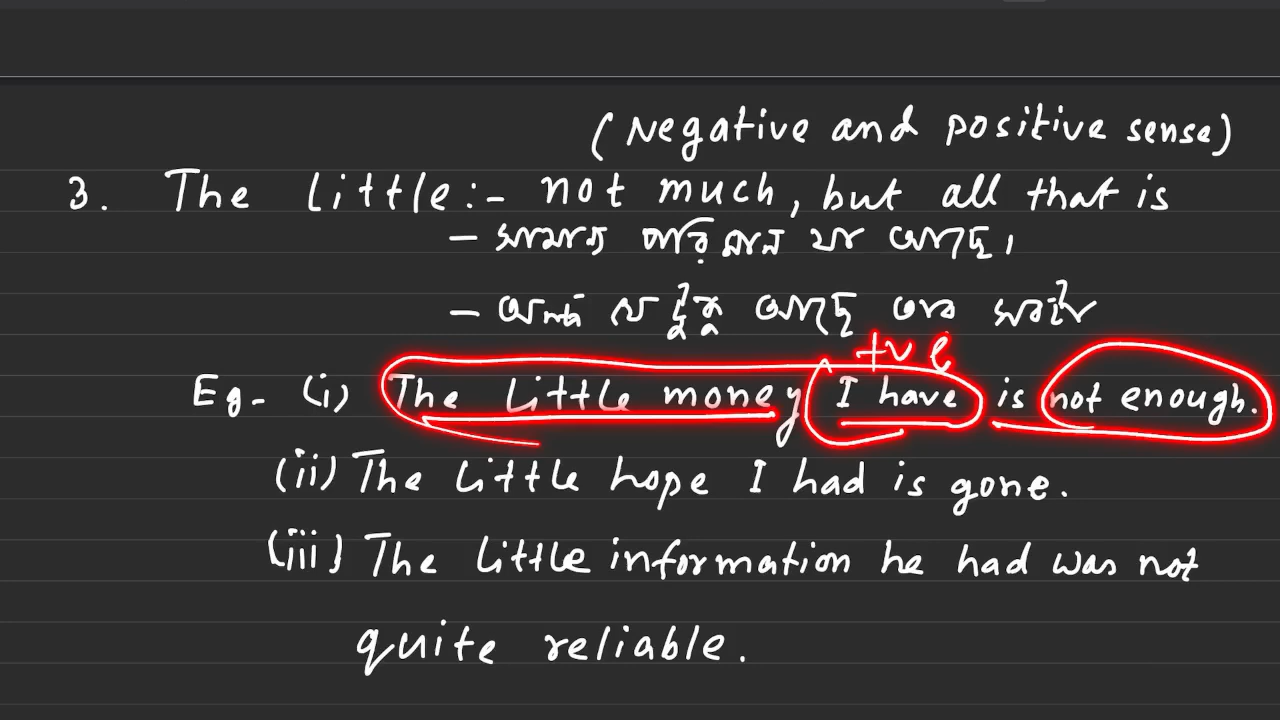 (Negative and positive sense)
3. The Little:- not much, but all that is
Eg- (i) The Little money I have is not enough.
+ve
(ii) The Little hope I had is gone.
(iii) The Little information he had was not
quite reliable.